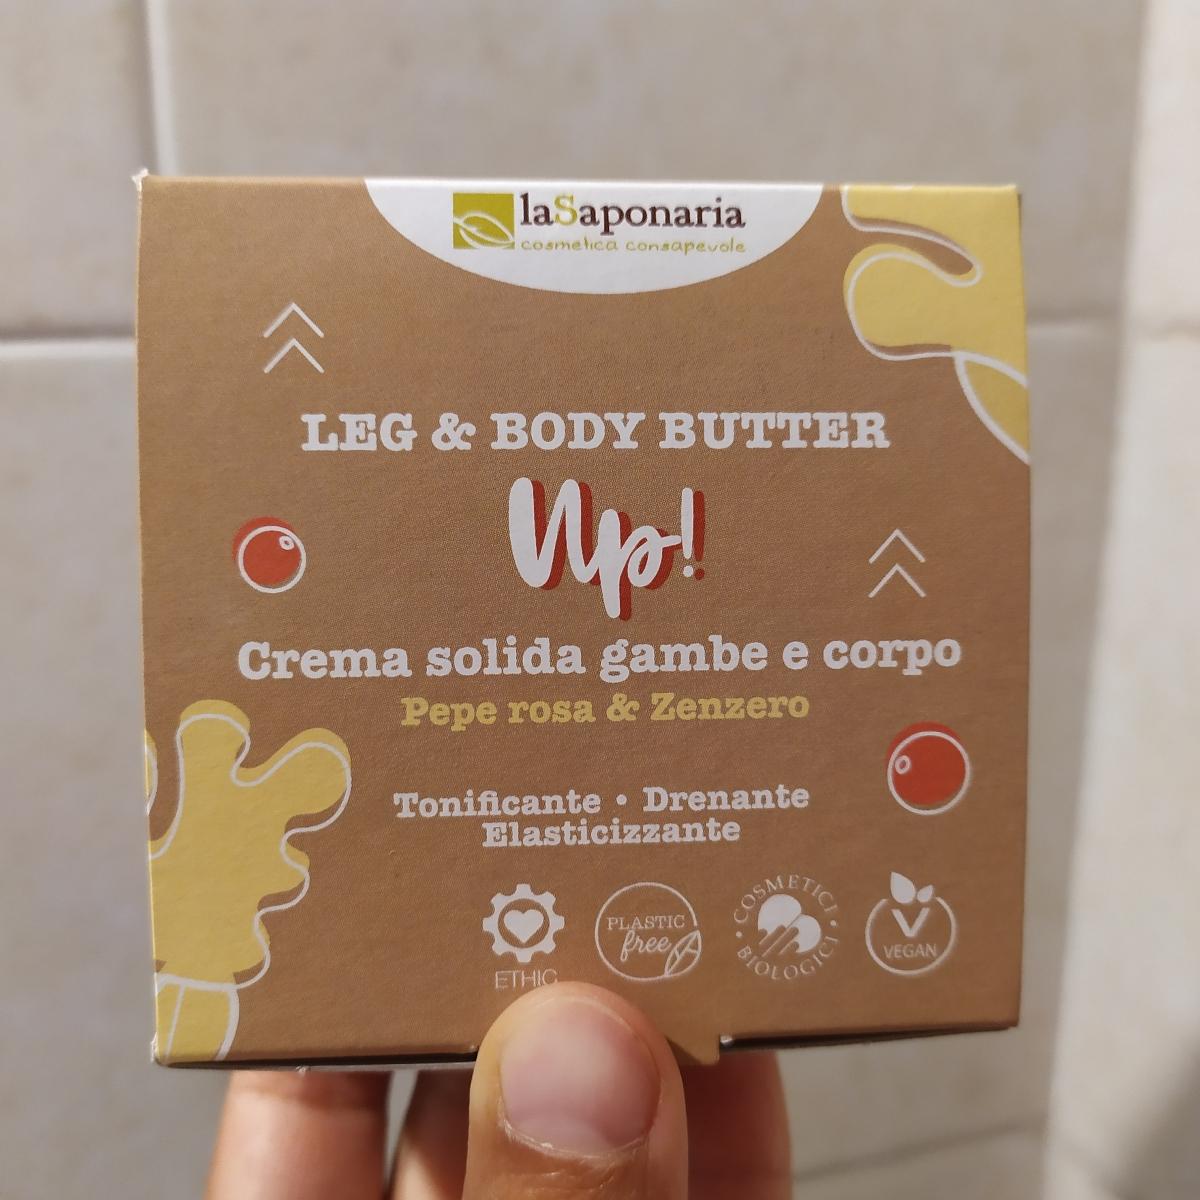 laSaponaria
cosmetica consapevole
LEG & BODY BUTTER
Up!
Crema solida gambe e corpo
Pepe rosa & Zenzero
Tonificante • Drenante
Elasticizzante
ETHIC
PLASTIC
free
COSMETICI
BIOLOGICI
VEGAN